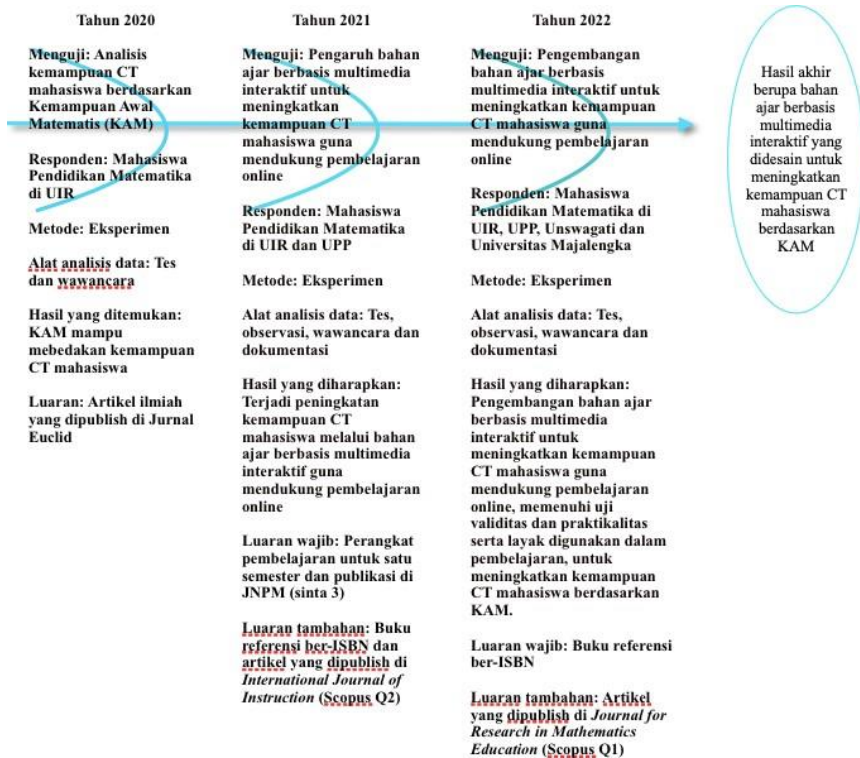 Tahun 2020
Menguji: Analisis
kemampuan CT
mahasiswa berdasarkan
Kemampuan Awal
Matematis (KAM)
Responden: Mahasiswa
Pendidikan Matematika
di UIR
Metode: Eksperimen
Alat analisis data: Tes
dan wawancara
Hasil yang ditemukan:
KAM mampu
mebedakan kemampuan
CT mahasiswa
Luaran: Artikel ilmiah
yang dipublish di Jurnal
Euclid
Tahun 2021
Menguji: Pengaruh bahan
ajar berbasis multimedia
interaktif untuk
meningkatkan
kemampuan CT
mahasiswa guna
mendukung pembelajaran
online
Responden: Mahasiswa
Pendidikan Matematika
di UIR dan UPP
Metode: Eksperimen
Alat analisis data: Tes,
observasi, wawancara dan
dokumentasi
Hasil yang diharapkan:
Terjadi peningkatan
kemampuan CT
mahasiswa melalui bahan
ajar berbasis multimedia
interaktif guna
mendukung pembelajaran
online
Luaran wajib: Perangkat
pembelajaran untuk satu
semester dan publikasi di
JNPM (sinta 3)
Luaran tambahan: Buku
referensi ber-ISBN dan
artikel yang dipublish di
International Journal of
Instruction (Scopus Q2)
Tahun 2022
Menguji: Pengembangan
bahan ajar berbasis
multimedia interaktif untuk
meningkatkan kemampuan
CT mahasiswa guna
mendukung pembelajaran
online
Responden: Mahasiswa
Pendidikan Matematika di
UIR, UPP, Unswagati dan
Universitas Majalengka
Metode: Eksperimen
Alat analisis data: Tes,
observasi, wawancara dan
dokumentasi
Hasil yang diharapkan:
Pengembangan bahan ajar
berbasis multimedia
interaktif untuk
meningkatkan kemampuan
CT mahasiswa guna
mendukung pembelajaran
online, memenuhi uji
validitas dan praktikalitas
serta layak digunakan dalam
pembelajaran, untuk
meningkatkan kemampuan
CT mahasiswa berdasarkan
KAM.
Luaran wajib: Buku referensi
ber-ISBN
Luaran tambahan: Artikel
yang dipublish di Journal for
Research in Mathematics
Education (Scopus Q1)
Hasil akhir
berupa bahan
ajar berbasis
multimedia
interaktif yang
didesain untuk
meningkatkan
kemampuan CT
mahasiswa
berdasarkan
KAM